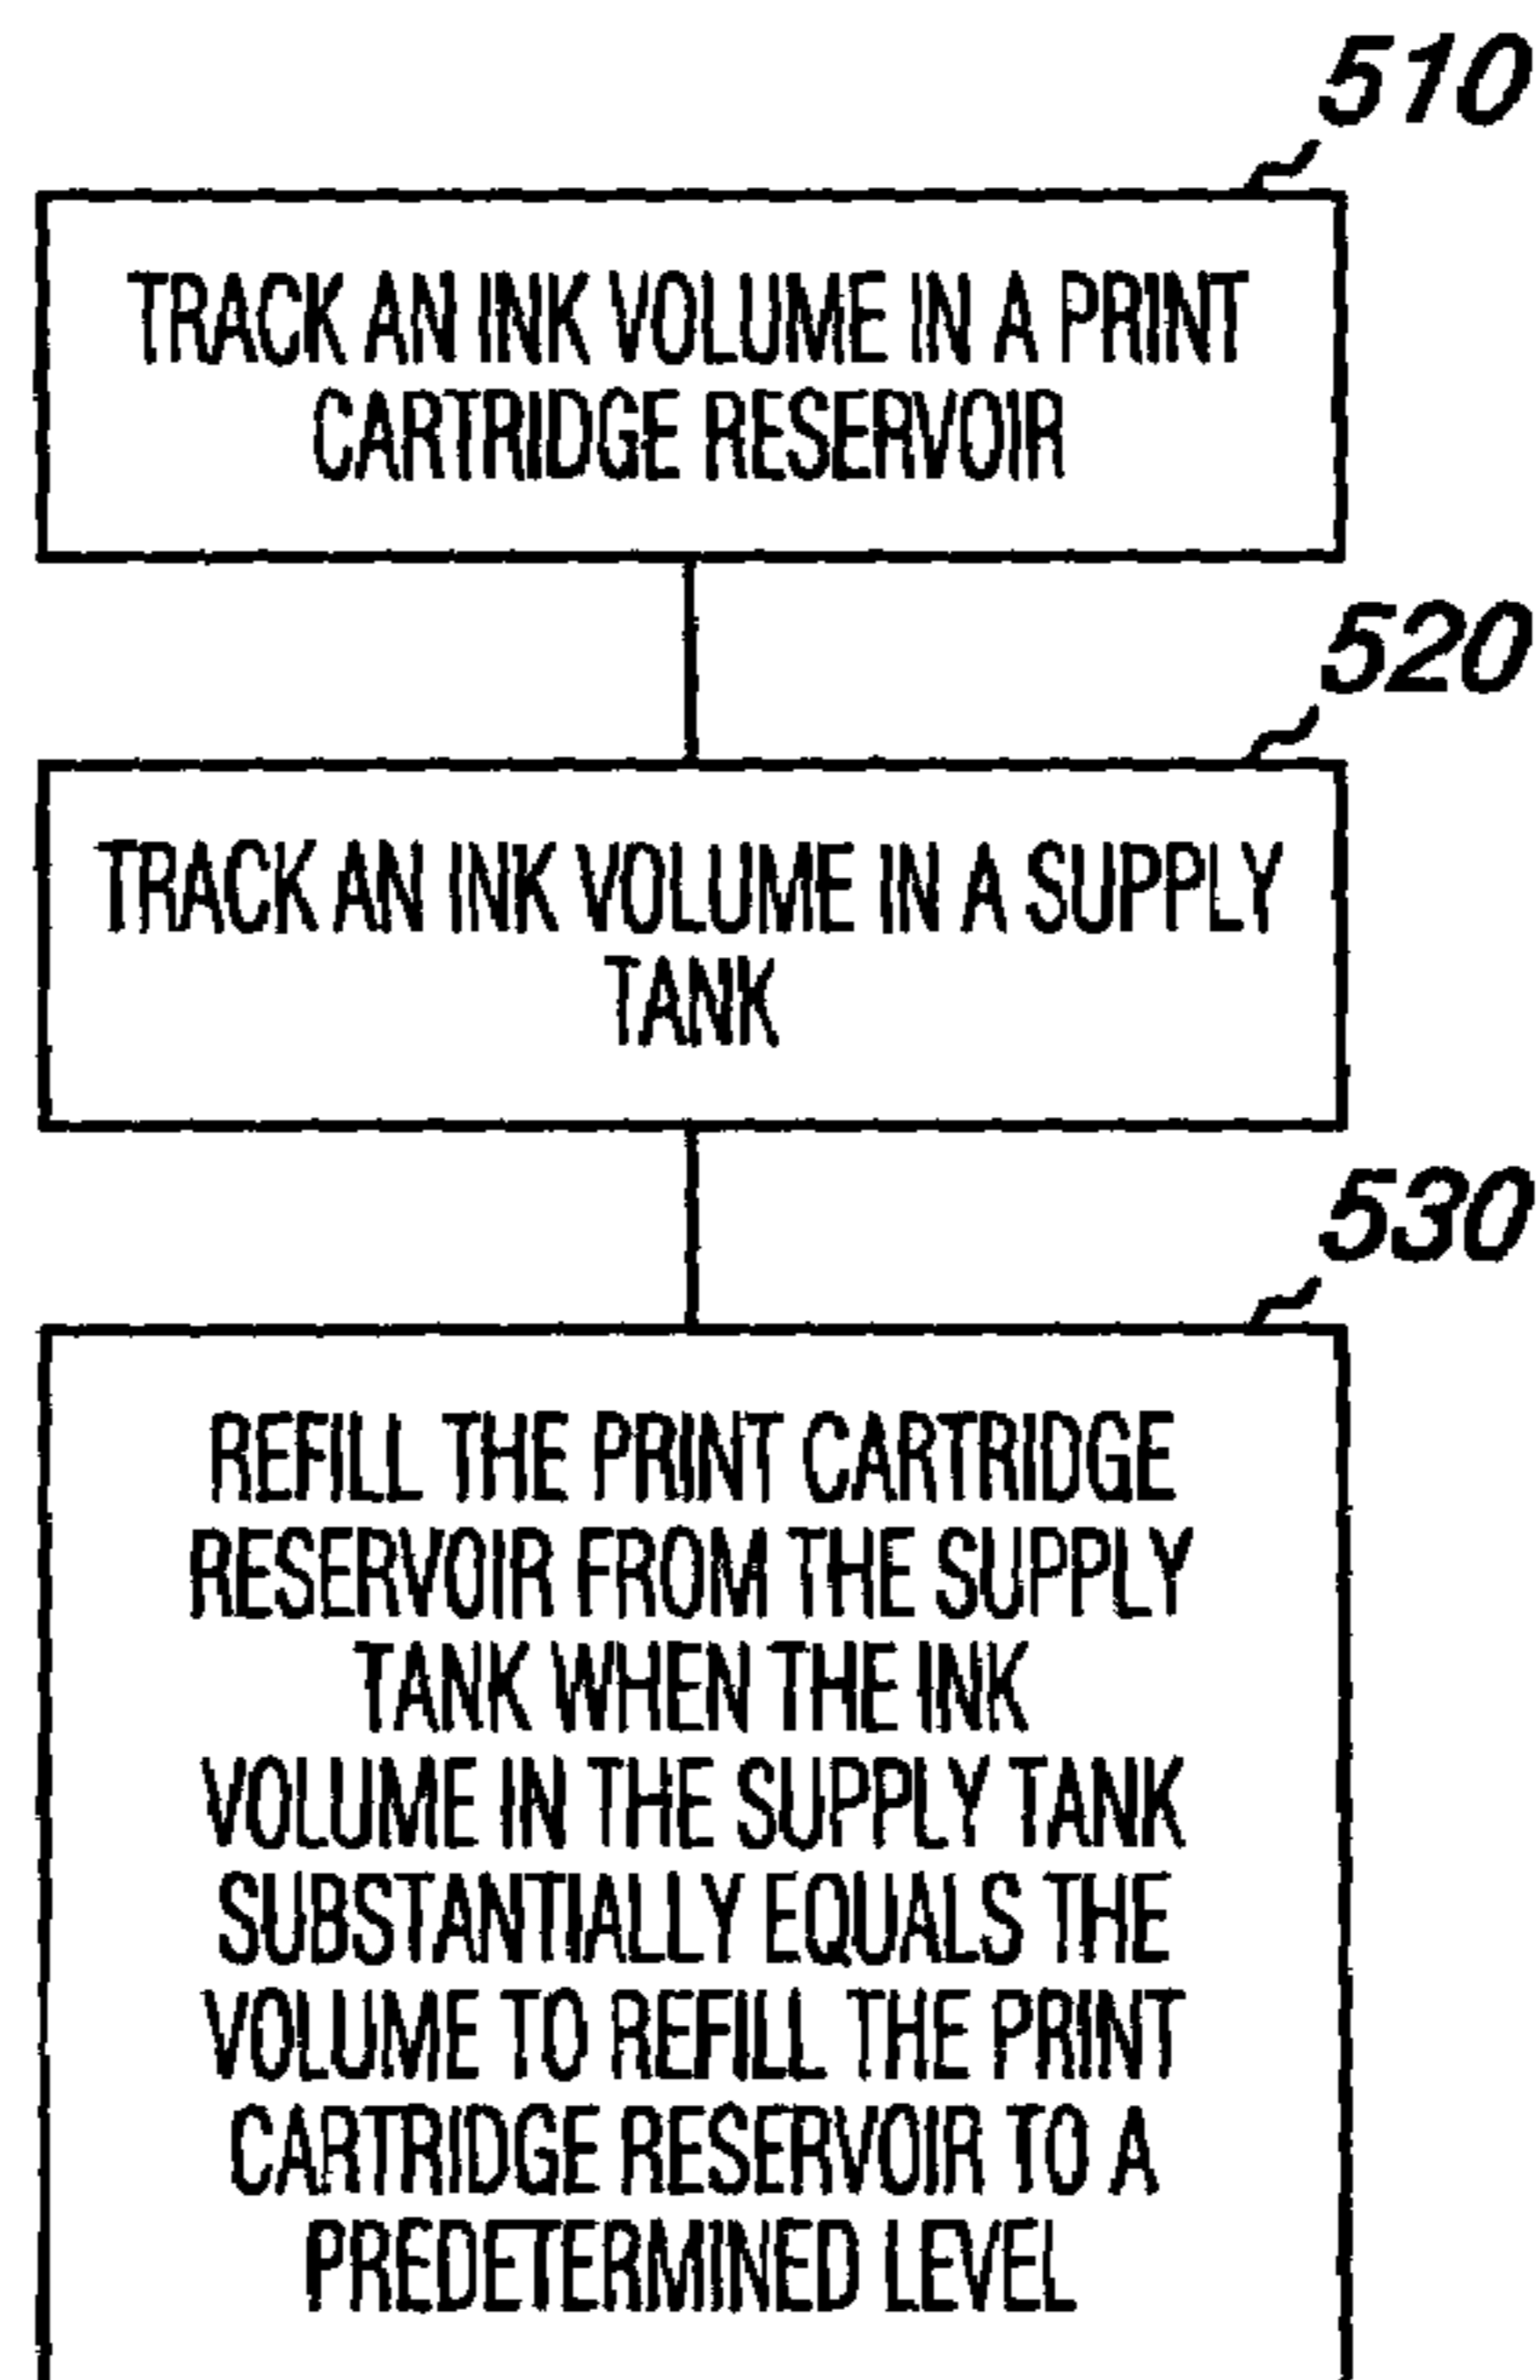 510
TRACK AN INK VOLUME IN A PRINT
CARTRIDGE RESERVOIR
520
TRACK AN INK VOLUME IN A SUPPLY
TANK
530
REFILL THE PRINT CARTRIDGE
RESERVOIR FROM THE SUPPLY
TANK WHEN THE INK
VOLUME IN THE SUPPLY TANK
SUBSTANTIALLY EQUALS THE
VOLUME TO REFILL THE PRINT
CARTRIDGE RESERVOIR TO A
PREDETERMINED LEVEL